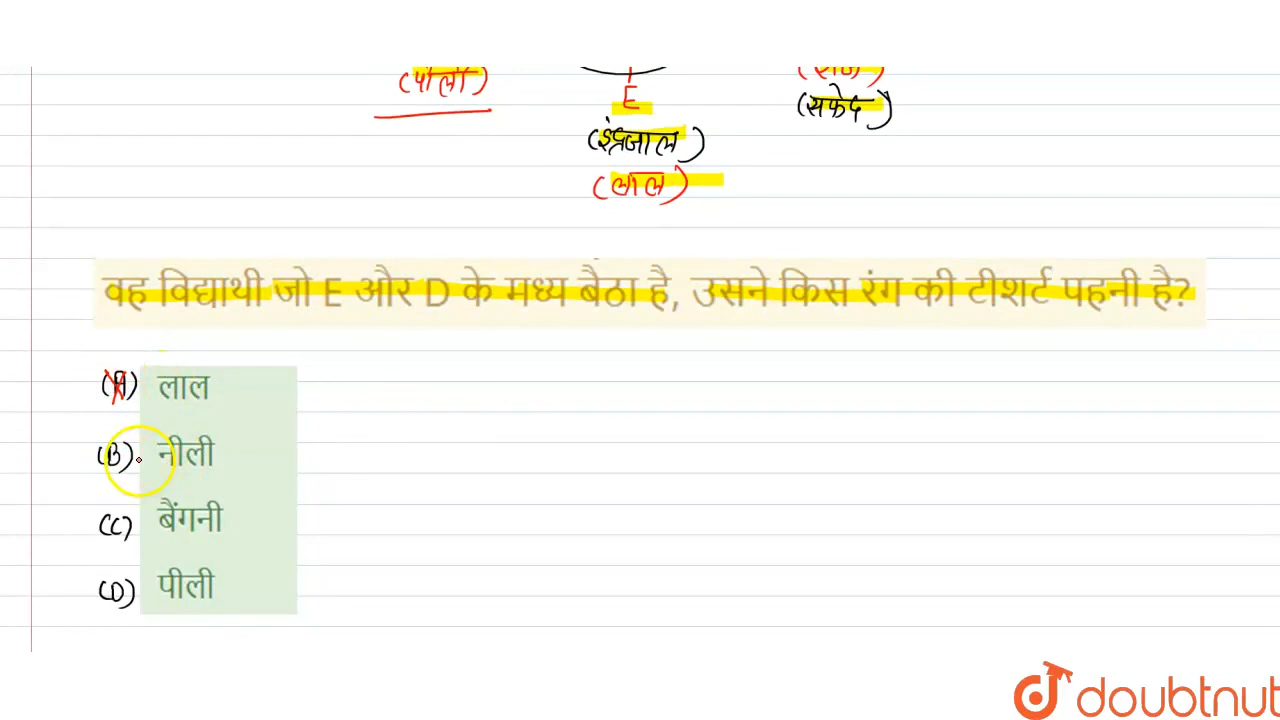 (पीली)
E
(सफेद)
(इंद्रजाल)
(लाल)
वह विद्यार्थी जो E और D के मध्य बैठा है, उसने किस रंग की टीशर्ट पहनी है?
(A) लाल
(B) नीली
(C) बैंगनी
(D) पीली
doubtnut